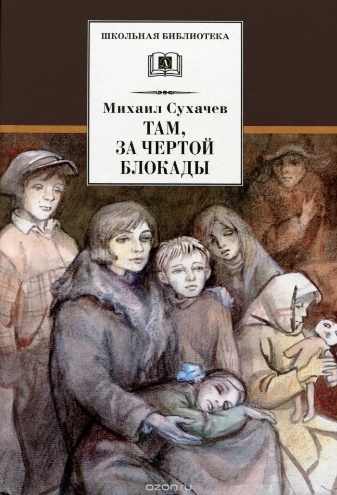 ШКОЛЬНАЯ БИБЛИОТЕКА
Михаил Сухачев
ТАМ,
ЗА ЧЕРТОЙ
БЛОКАДЫ
ozon.ru